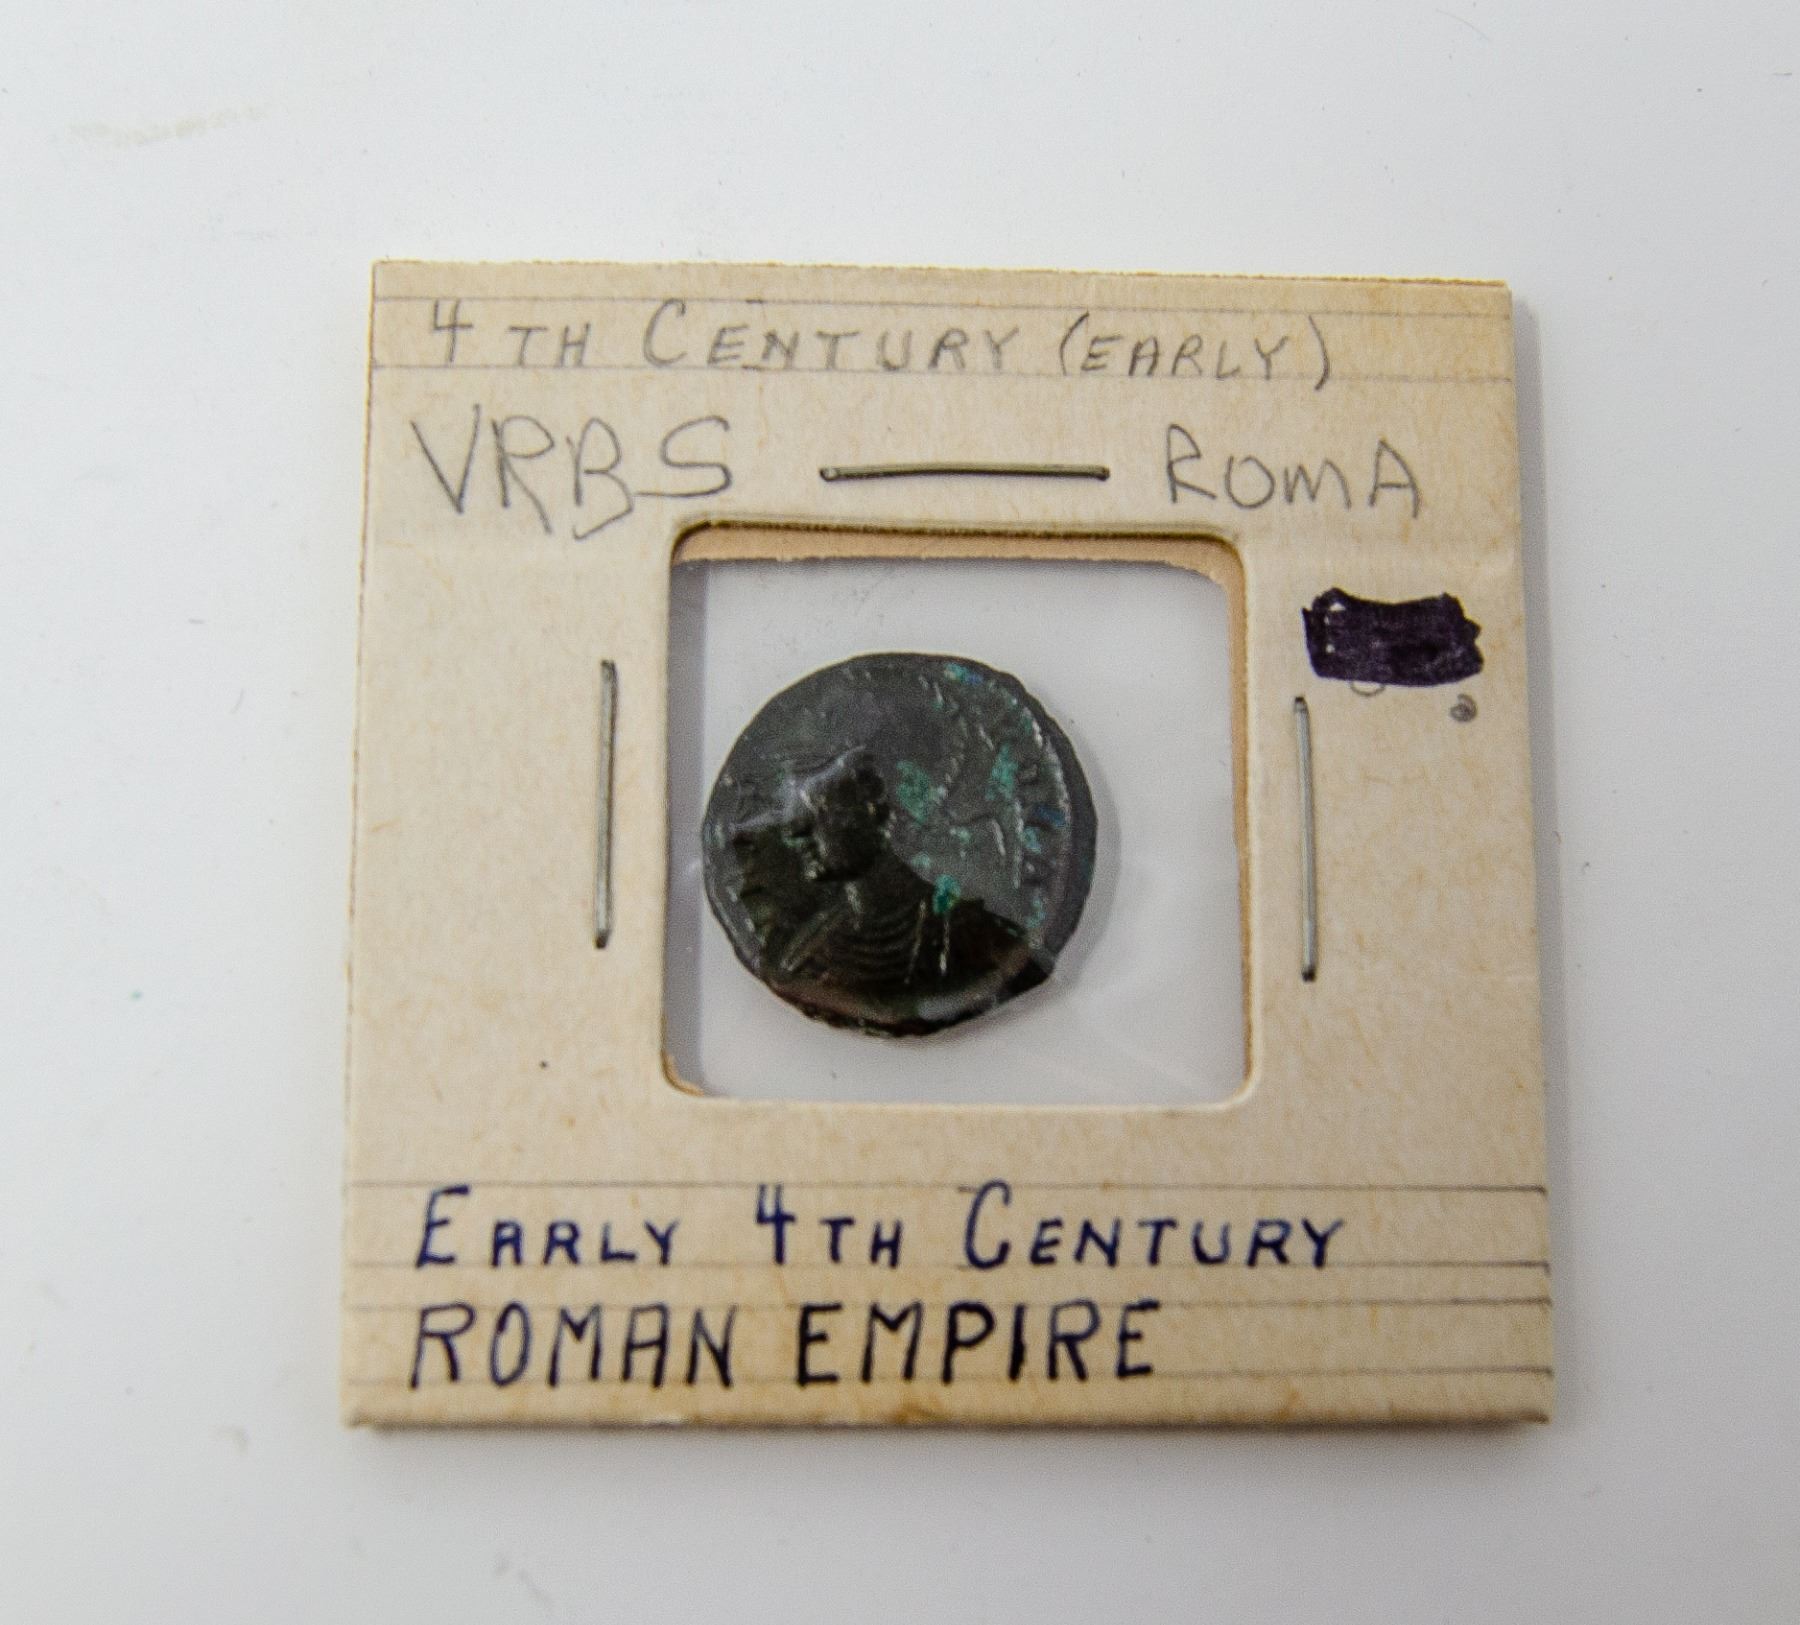 4TH CENTURY (EARLY)
VRBS ROMA
EARLY 4TH CENTURY
ROMAN EMPIRE